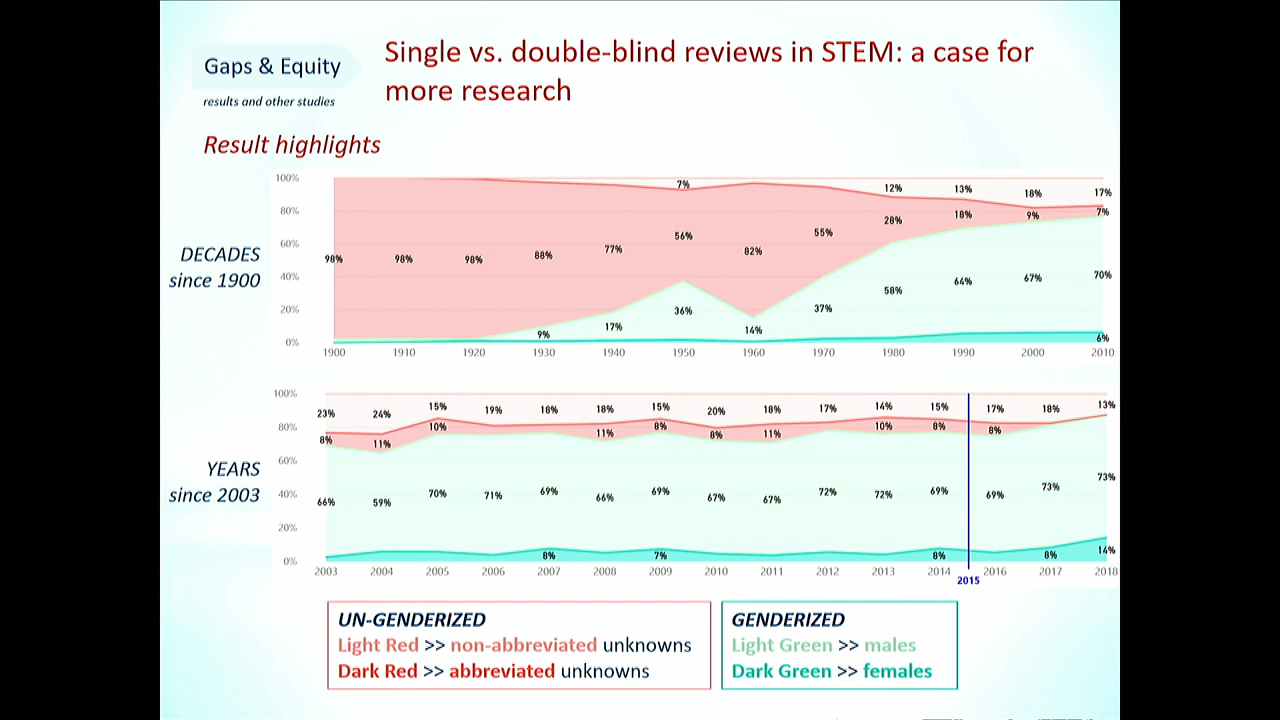 Gaps & Equity
results and other studies
Single vs. double-blind reviews in STEM: a case for
more research
Result highlights
DECADES
since 1900
100%
80%
60%
40%
20%
0%
98% 98% 98% 88% 77% 56% 82% 55% 28% 18% 9% 7%
7% 12% 13% 18% 17%
9% 17% 36% 14% 37% 58% 64% 67% 70%
6%
1900 1910 1920 1930 1940 1950 1960 1970 1980 1990 2000 2010
YEARS
since 2003
100%
80%
60%
40%
20%
0%
23% 24% 15% 19% 18% 18% 15% 20% 18% 17% 14% 15% 17% 18% 13%
8% 11% 10% 11% 8% 8% 11% 10% 8% 8%
66% 59% 70% 71% 69% 66% 69% 67% 67% 72% 72% 69% 69% 73% 73%
8% 7% 8% 8% 14%
2003 2004 2005 2006 2007 2008 2009 2010 2011 2012 2013 2014 2015 2016 2017 2018
UN-GENDERIZED
Light Red >> non-abbreviated unknowns
Dark Red >> abbreviated unknowns
GENDERIZED
Light Green >> males
Dark Green >> females